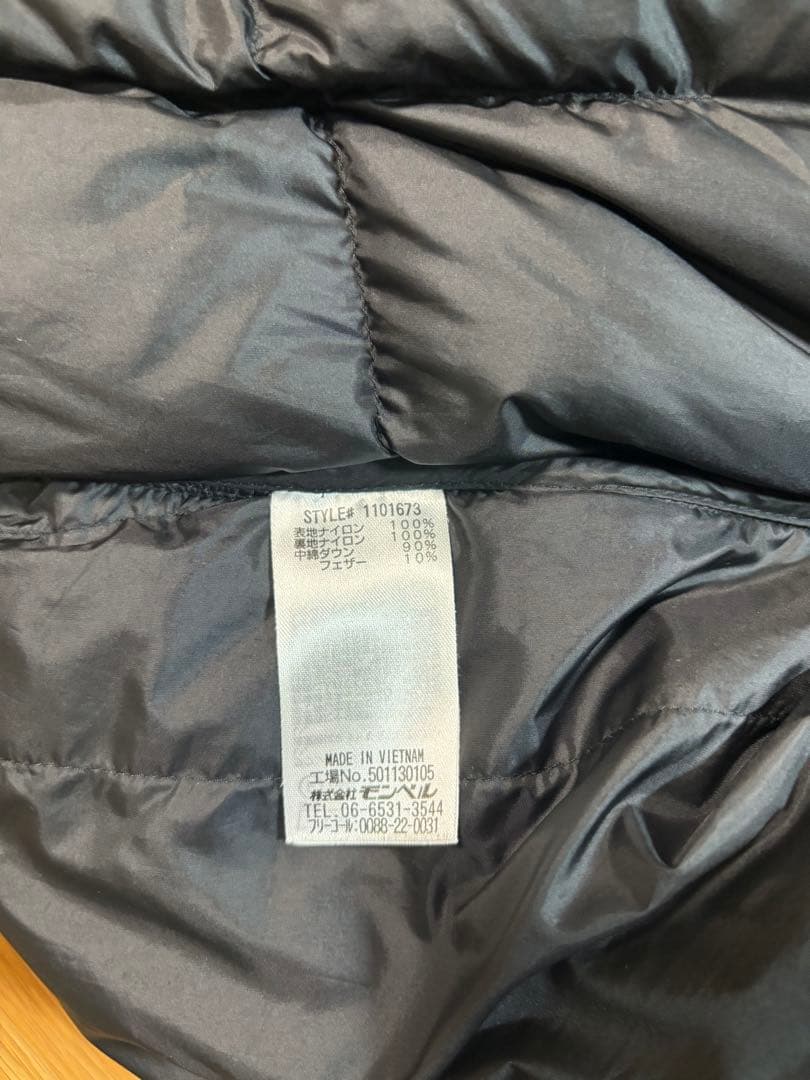 STYLE# 1101673
表地ナイロン 100%
裏地ナイロン 100%
中綿ダウン 90%
フェザー 10%
MADE IN VIETNAM
工場No.501130105
株式会社 モンベル
TEL.06-6531-3544
フリーコール:0088-22-0031